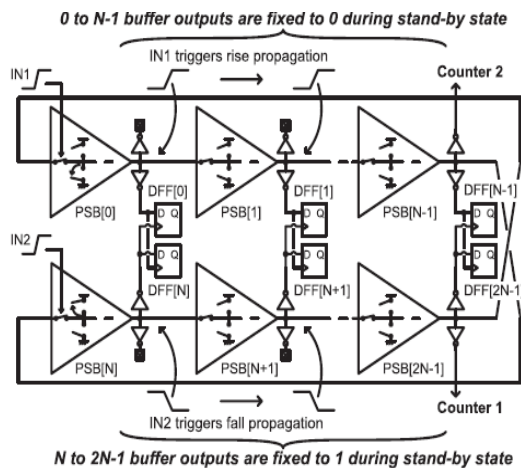 0 to N-1 buffer outputs are fixed to 0 during stand-by state
IN1 triggers rise propagation
IN1
Counter 2
PSB[0]
DFF[0]
PSB[1]
DFF[1]
PSB[N-1]
DFF[N-1]
D Q
D Q
D Q
IN2
D Q
D Q
D Q
DFF[N]
DFF[N+1]
DFF[2N-1]
PSB[N]
PSB[N+1]
PSB[2N-1]
IN2 triggers fall propagation
Counter 1
N to 2N-1 buffer outputs are fixed to 1 during stand-by state